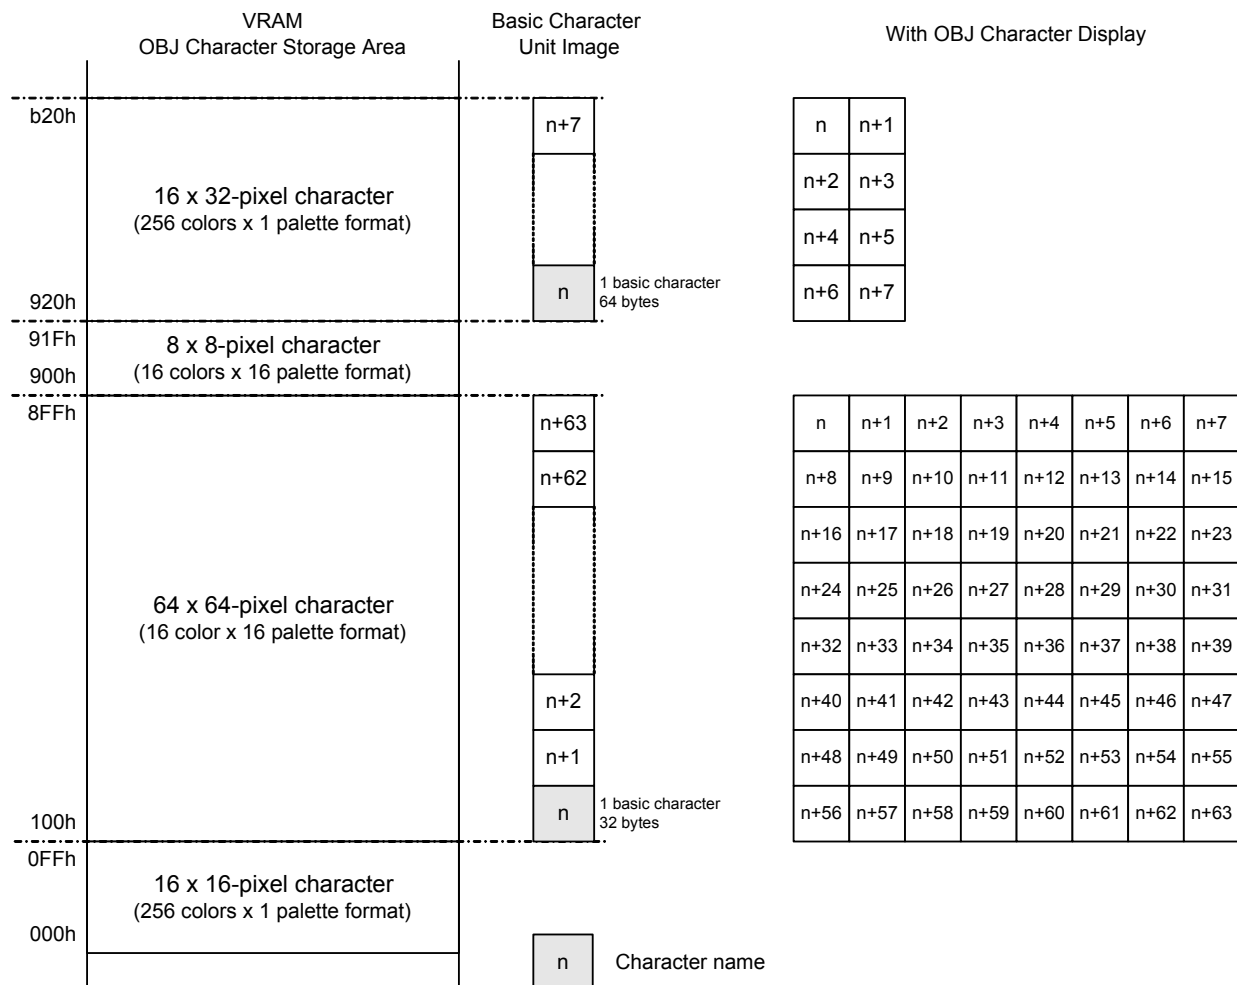 VRAM
OBJ Character Storage Area
Basic Character
Unit Image
With OBJ Character Display
b20h
16 x 32-pixel character
(256 colors x 1 palette format)
920h
n+7
n
1 basic character
64 bytes
n n+1
n+2 n+3
n+4 n+5
n+6 n+7
91Fh
8 x 8-pixel character
(16 colors x 16 palette format)
900h
8FFh
64 x 64-pixel character
(16 color x 16 palette format)
100h
n+63
n+62
n+2
n+1
n
1 basic character
32 bytes
n n+1 n+2 n+3 n+4 n+5 n+6 n+7
n+8 n+9 n+10 n+11 n+12 n+13 n+14 n+15
n+16 n+17 n+18 n+19 n+20 n+21 n+22 n+23
n+24 n+25 n+26 n+27 n+28 n+29 n+30 n+31
n+32 n+33 n+34 n+35 n+36 n+37 n+38 n+39
n+40 n+41 n+42 n+43 n+44 n+45 n+46 n+47
n+48 n+49 n+50 n+51 n+52 n+53 n+54 n+55
n+56 n+57 n+58 n+59 n+60 n+61 n+62 n+63
0FFh
16 x 16-pixel character
(256 colors x 1 palette format)
000h
n Character name